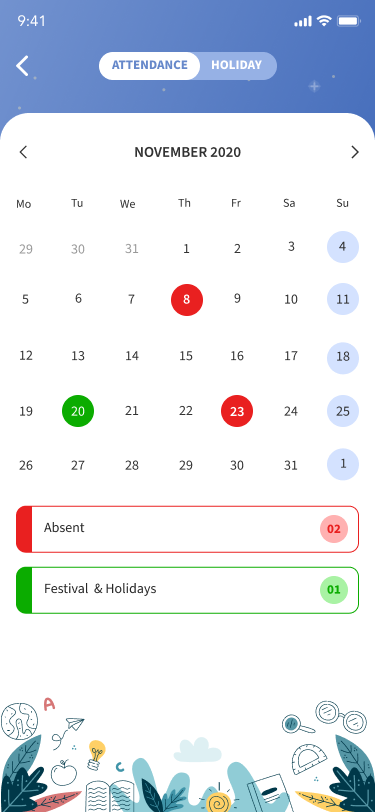 9:41
ATTENDANCE HOLIDAY
NOVEMBER 2020
Mo Tu We Th Fr Sa Su
29 30 31 1 2 3 4
5 6 7 8 9 10 11
12 13 14 15 16 17 18
19 20 21 22 23 24 25
26 27 28 29 30 31 1
Absent 02
Festival & Holidays 01
A
C